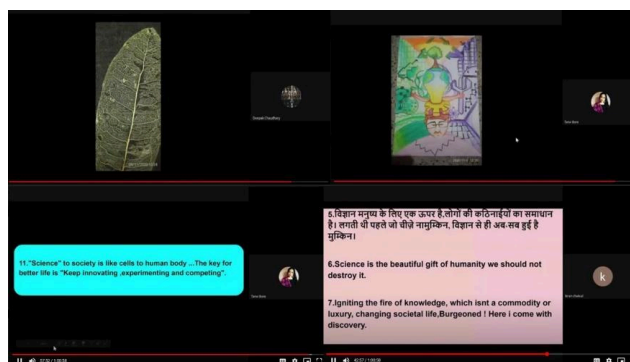 Deepak Chaudhary
11."Science" to society is like cells to human body ...The key for
better life is "Keep innovating ,experimenting and competing".
5.विज्ञान मनुष्य के लिए एक ऊपर है.लोगों की कठिनाईयों का समाधान
है। लगती थी पहले जो चीज़े नामुमकिन, विज्ञान से ही अब-सब हुई है
मुमकिन।
6.Science is the beautiful gift of humanity we should not
destroy it.
7.Igniting the fire of knowledge, which isnt a commodity or
luxury, changing societal life,Burgeoned ! Here i come with
discovery.
k